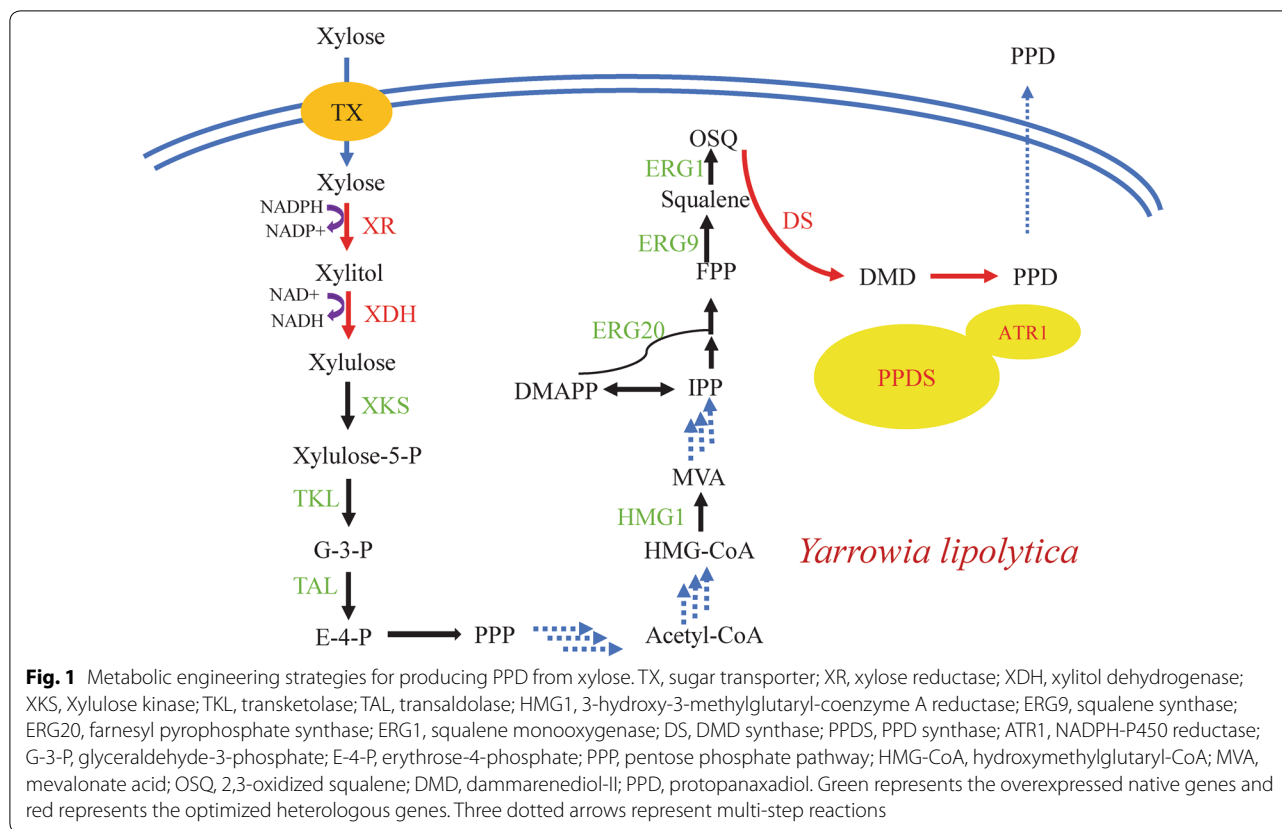 Xylose
TX
Xylose
NADPH
NADP+
XR
Xylitol
NAD+
NADH
XDH
Xylulose
XKS
Xylulose-5-P
TKL
G-3-P
TAL
E-4-P
PPP
Acetyl-CoA
HMG-CoA
HMG1
MVA
DMAPP
IPP
ERG20
FPP
ERG9
Squalene
ERG1
OSQ
DS
DMD
PPD
PPD
ATR1
PPDS
Yarrowia lipolytica
Fig. 1 Metabolic engineering strategies for producing PPD from xylose. TX, sugar transporter; XR, xylose reductase; XDH, xylitol dehydrogenase;
XKS, Xylulose kinase; TKL, transketolase; TAL, transaldolase; HMG1, 3-hydroxy-3-methylglutaryl-coenzyme A reductase; ERG9, squalene synthase;
ERG20, farnesyl pyrophosphate synthase; ERG1, squalene monooxygenase; DS, DMD synthase; PPDS, PPD synthase; ATR1, NADPH-P450 reductase;
G-3-P, glyceraldehyde-3-phosphate; E-4-P, erythrose-4-phosphate; PPP, pentose phosphate pathway; HMG-CoA, hydroxymethylglutaryl-CoA; MVA,
mevalonate acid; OSQ, 2,3-oxidized squalene; DMD, dammarenediol-II; PPD, protopanaxadiol. Green represents the overexpressed native genes and
red represents the optimized heterologous genes. Three dotted arrows represent multi-step reactions